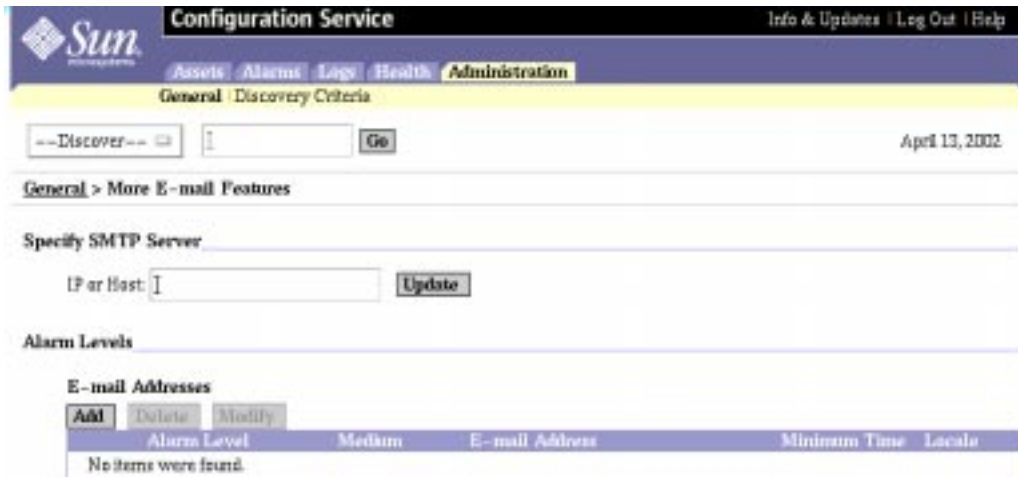 Configuration Service
Info & Updates | Log Out | Help
Sun
microsystems
Assets Alarms Logs Health Administration
General | Discovery Criteria
--Discover-- Go
April 13, 2002
General > More E-mail Features
Specify SMTP Server
IP or Host: Update
Alarm Levels
E-mail Addresses
Add Delete Modify
Alarm Level Medium E-mail Address Minimum Time Locale
No items were found.